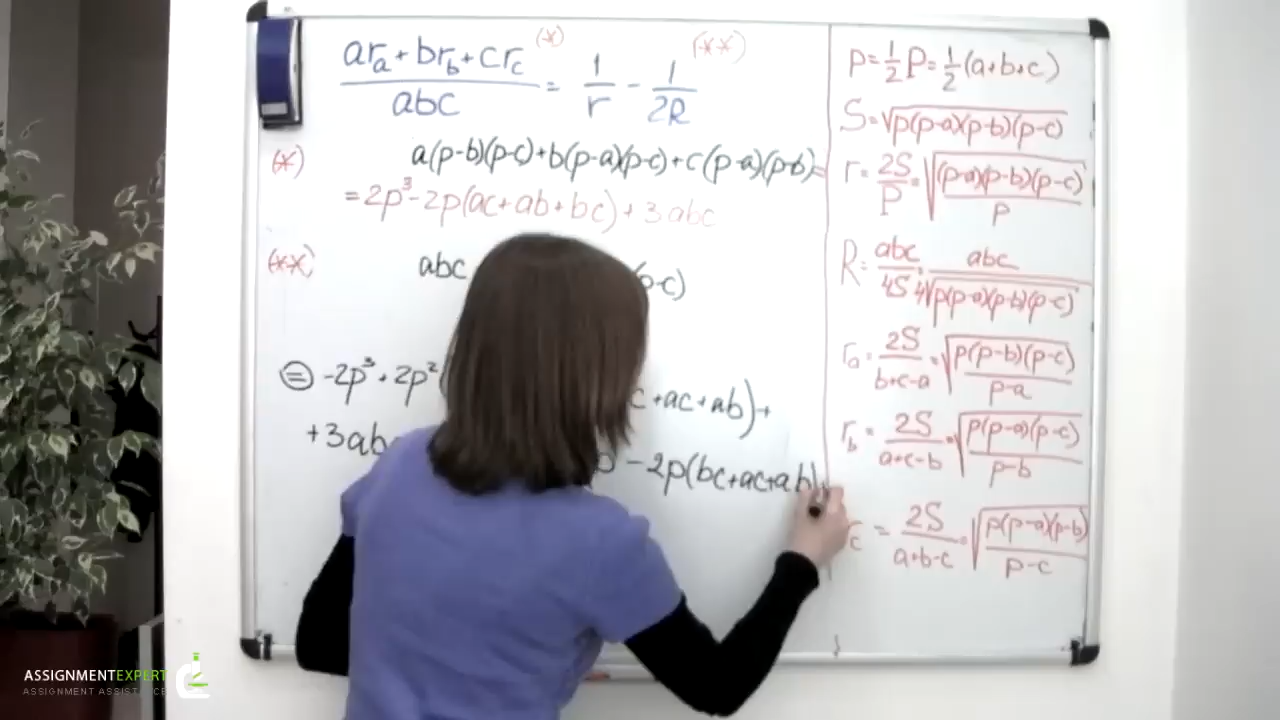 (ar_a + br_b + cr_c)/abc (*) = 1/r - 1/2R (**)
(*) a(p-b)(p-c)+b(p-a)(p-c)+c(p-a)(p-b)=
= 2p³ - 2p(ac+ab+bc) + 3abc
(**) abc p-c)
⊜ -2p³ + 2p² c +ac+ab)+
+3ab - 2p(bc+ac+ab)
p = 1/2 P = 1/2 (a+b+c)
S = √p(p-a)(p-b)(p-c)
r = 2S/P = √(p-a)(p-b)(p-c)/p
R = abc/4S = abc/4√p(p-a)(p-b)(p-c)
r_a = 2S/b+c-a = √p(p-b)(p-c)/p-a
r_b = 2S/a+c-b = √p(p-a)(p-c)/p-b
c = 2S/a+b-c = √p(p-a)(p-b)/p-c
ASSIGNMENTEXPERT
ASSIGNMENT ASSISTANCE